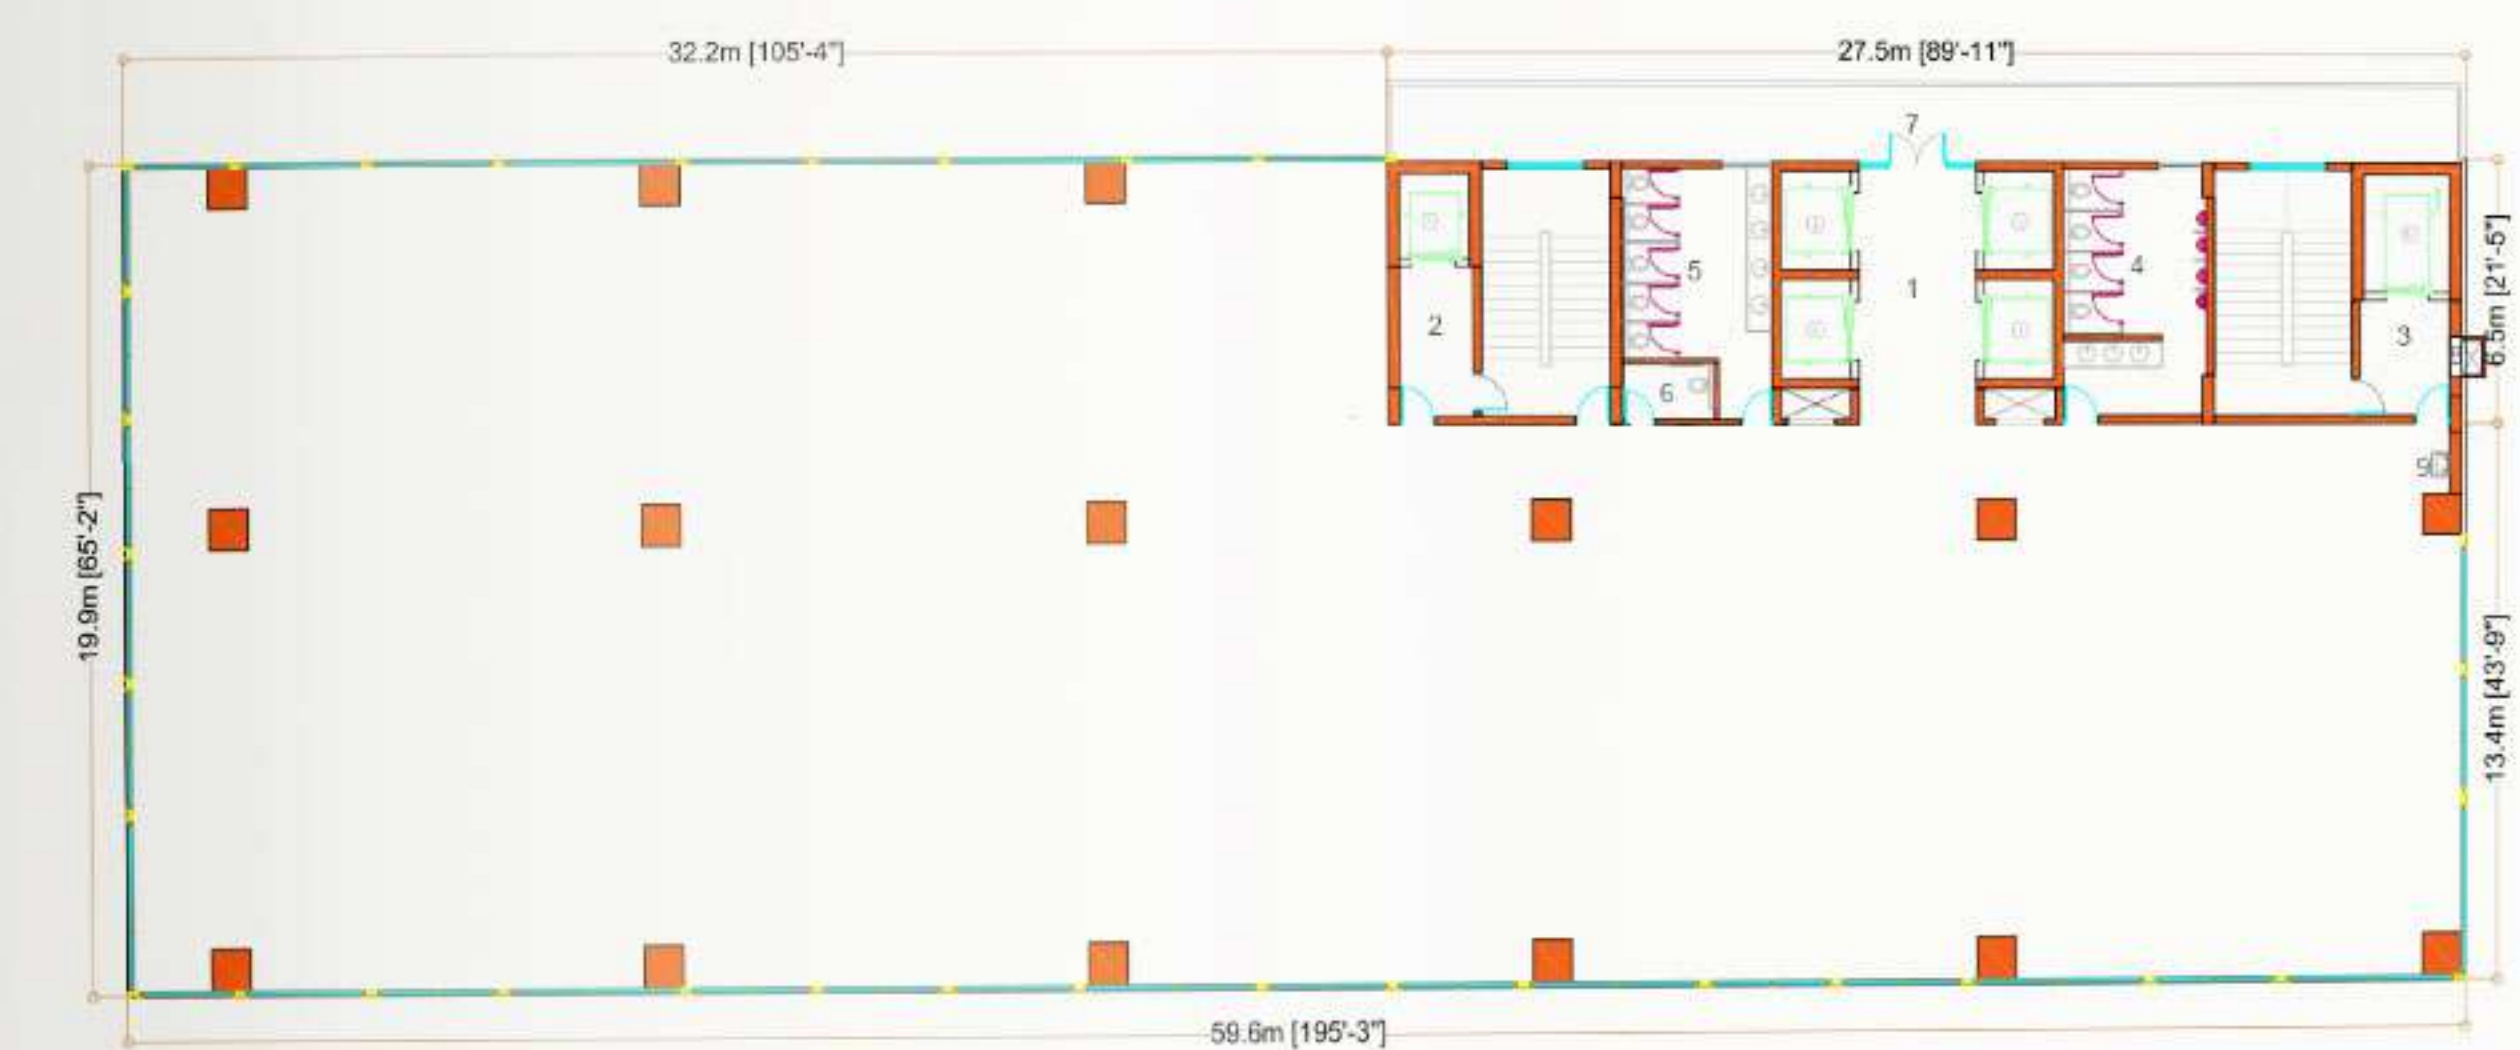 32.2m [105'-4"]
27.5m [89'-11"]
7
5
4
1
2
3
6
6.5m [21'-5"]
19.9m [65'-2"]
13.4m [43'-9"]
59.6m [195'-3"]